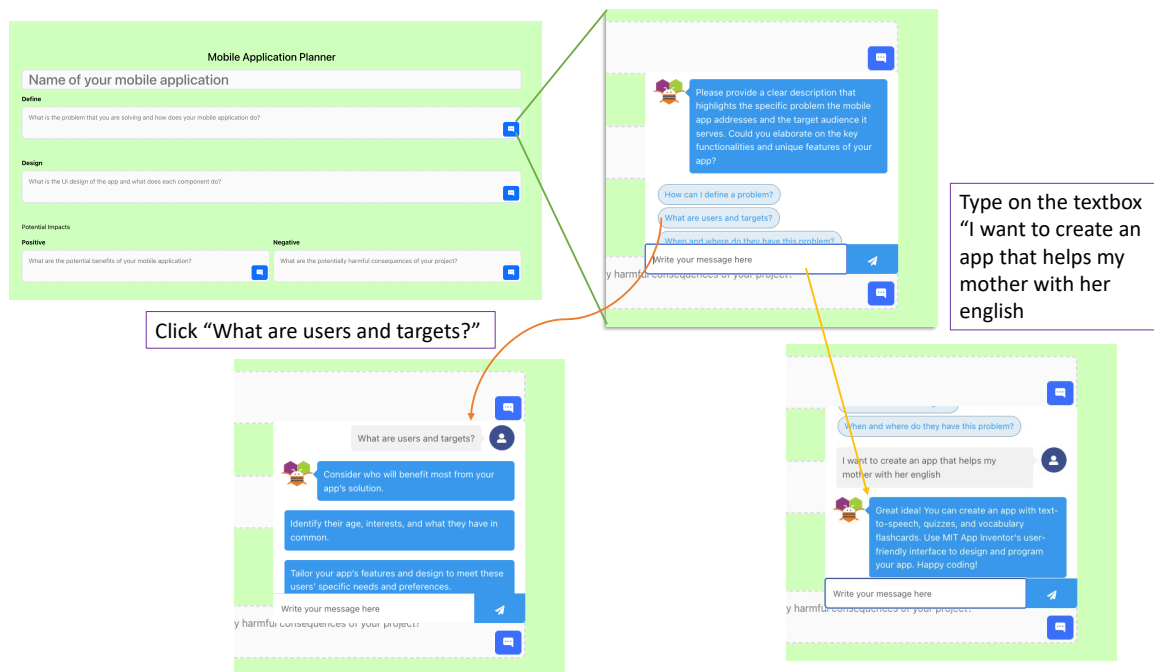 Mobile Application Planner
Name of your mobile application
Define
What is the problem that you are solving and how does your mobile application do?
Design
What is the UI design of the app and what does each component do?
Potential Impacts
Positive
Negative
What are the potential benefits of your mobile application?
What are the potentially harmful consequences of your project?
Please provide a clear description that
highlights the specific problem the mobile
app addresses and the target audience it
serves. Could you elaborate on the key
functionalities and unique features of your
app?
How can I define a problem?
What are users and targets?
When and where do they have this problem?
Write your message here
y harmful consequences of your project?
Type on the textbox
“I want to create an
app that helps my
mother with her
english
Click “What are users and targets?”
What are users and targets?
Consider who will benefit most from your
app's solution.
Identify their age, interests, and what they have in
common.
Tailor your app's features and design to meet these
users' specific needs and preferences.
Write your message here
y harmful consequences of your project?
When and where do they have this problem?
I want to create an app that helps my
mother with her english
Great idea! You can create an app with text-
to-speech, quizzes, and vocabulary
flashcards. Use MIT App Inventor's user-
friendly interface to design and program
your app. Happy coding!
Write your message here
y harmful consequences of your project?